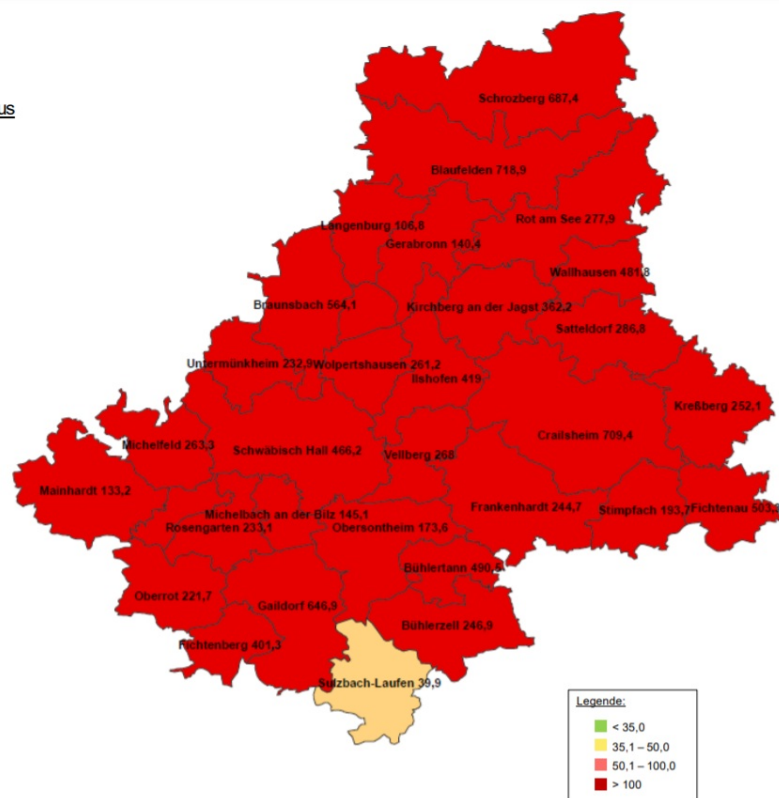 us
Schrozberg 687,4
Blaufelden 718,9
Rot am See 277,9
Langenburg 106,8
Gerabronn 140,4
Wallhausen 481,8
Braunsbach 564,1
Kirchberg an der Jagst 362,2
Satteldorf 286,8
Untermünkheim 232,9
Wolpertshausen 261,2
Ilshofen 419
Kreßberg 252,1
Michelfeld 263,3
Schwäbisch Hall 466,2
Vellberg 268
Crailsheim 709,4
Mainhardt 133,2
Michelbach an der Bilz 145,1
Rosengarten 233,1
Obersontheim 173,6
Frankenhardt 244,7
Stimpfach 193,7
Fichtenau 503,
Bühlertann 490,
Oberrot 221,7
Gaildorf 646,9
Bühlerzell 246,9
Fichtenberg 401,3
Sulzbach-Laufen 39,9
Legende:
< 35,0
35,1 – 50,0
50,1 – 100,0
> 100